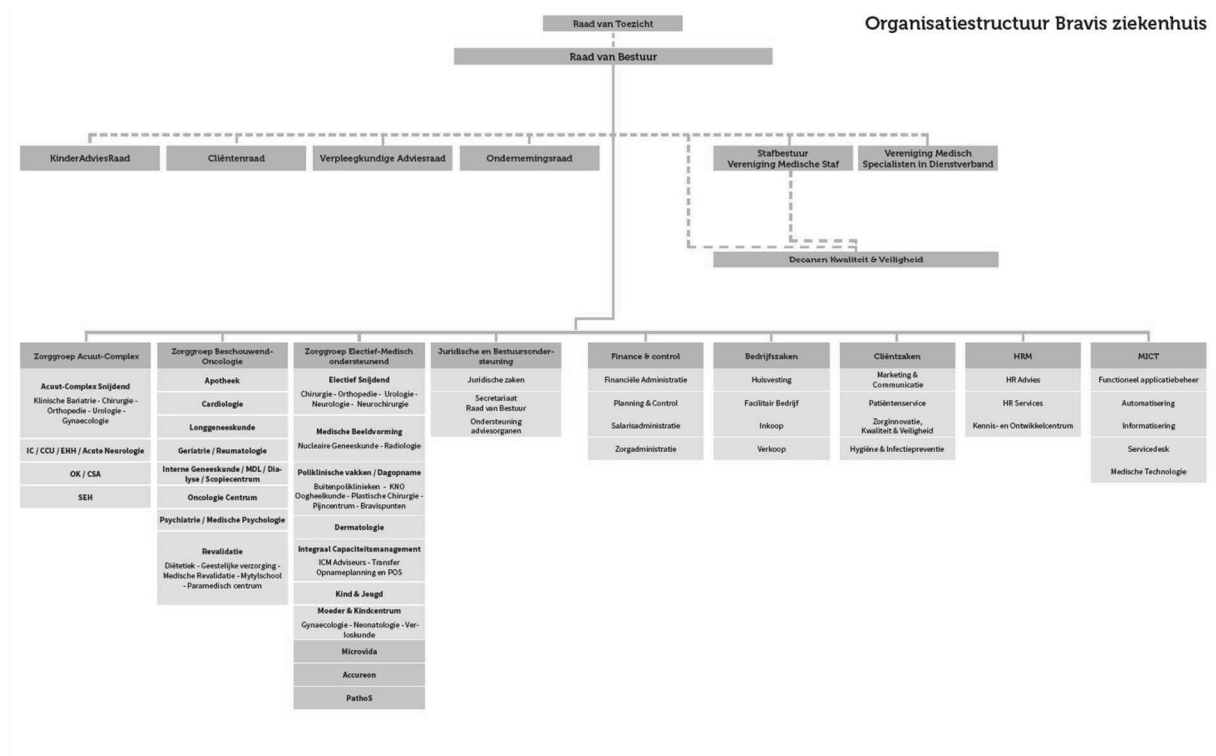 Organisatiestructuur Bravis ziekenhuis
Raad van Toezicht
Raad van Bestuur
KinderAdviesRaad
Cliëntenraad
Verpleegkundige Adviesraad
Ondernemingsraad
Stafbestuur
Vereniging Medische Staf
Vereniging Medisch
Specialisten in Dienstverband
Decanen Kwaliteit & Veiligheid
Zorggroep Acuut-Complex
Acuut-Complex Snijdend
Klinische Bariatrie - Chirurgie -
Orthopedie - Urologie -
Gynaecologie
IC / CCU / EHH / Acute Neurologie
OK / CSA
SEH
Zorggroep Beschouwend-
Oncologie
Apotheek
Cardiologie
Longgeneeskunde
Geriatrie / Reumatologie
Interne Geneeskunde / MDL / Dia-
lyse / Scopiecentrum
Oncologie Centrum
Psychiatrie / Medische Psychologie
Revalidatie
Diëtetiek - Geestelijke verzorging -
Medische Revalidatie - Mytylschool
- Paramedisch centrum
Zorggroep Electief-Medisch
ondersteunend
Electief Snijdend
Chirurgie - Orthopedie - Urologie -
Neurologie - Neurochirurgie
Medische Beeldvorming
Nucleaire Geneeskunde - Radiologie
Poliklinische vakken / Dagopname
Buitenpoliklinieken - KNO
Oogheelkunde - Plastische Chirurgie -
Pijncentrum - Bravispunten
Dermatologie
Integraal Capaciteitsmanagement
ICM Adviseurs - Transfer
Opnameplanning en POS
Kind & Jeugd
Moeder & Kindcentrum
Gynaecologie - Neonatologie - Ver-
loskunde
Microvida
Accureon
PathoS
Juridische en Bestuursonder-
steuning
Juridische zaken
Secretariaat
Raad van Bestuur
Ondersteuning
adviesorganen
Finance & control
Financiële Administratie
Planning & Control
Salarisadministratie
Zorgadministratie
Bedrijfszaken
Huisvesting
Facilitair Bedrijf
Inkoop
Verkoop
Cliëntzaken
Marketing &
Communicatie
Patiëntenservice
Zorginnovatie,
Kwaliteit & Veiligheid
Hygiëne & Infectiepreventie
HRM
HR Advies
HR Services
Kennis- en Ontwikkelcentrum
MICT
Functioneel applicatiebeheer
Automatisering
Informatisering
Servicedesk
Medische Technologie